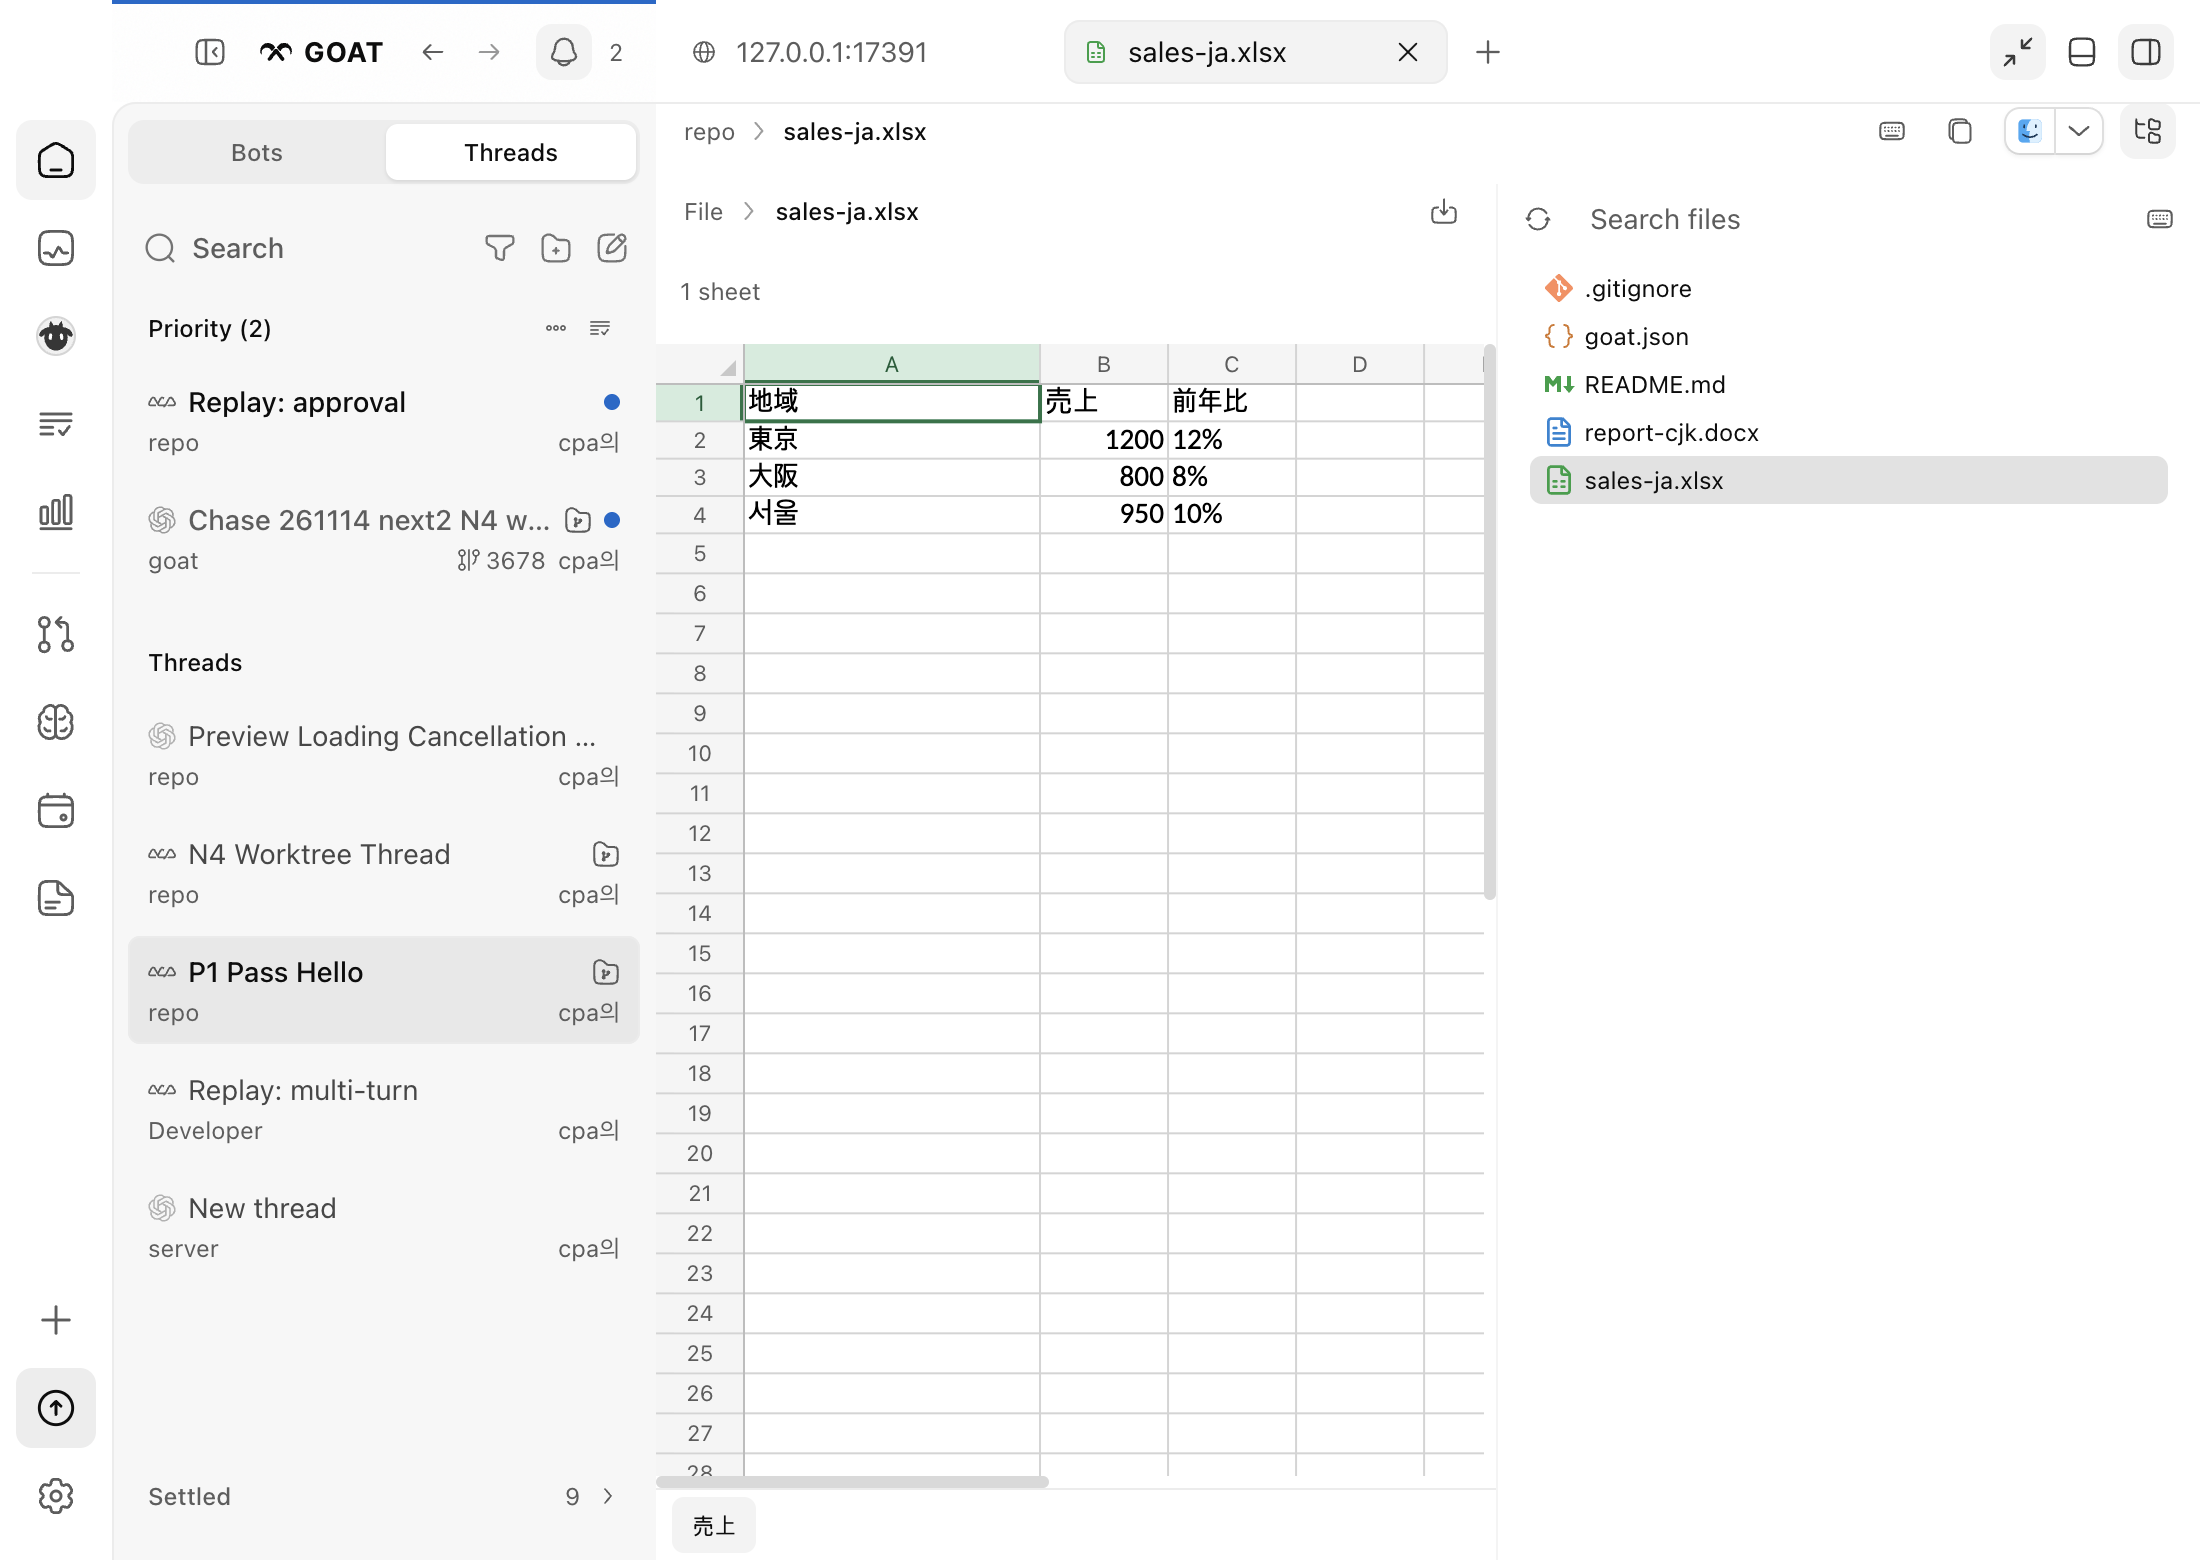 GOAT
2
127.0.0.1:17391
sales-ja.xlsx
Bots
Threads
Search
Priority (2)
Replay: approval
repo
cpa의
Chase 261114 next2 N4 w...
goat
3678
cpa의
Threads
Preview Loading Cancellation ...
repo
cpa의
N4 Worktree Thread
repo
cpa의
P1 Pass Hello
repo
cpa의
Replay: multi-turn
Developer
cpa의
New thread
server
cpa의
Settled
9
repo > sales-ja.xlsx
File > sales-ja.xlsx
1 sheet
A B C D
1 地域 売上 前年比
2 東京 1200 12%
3 大阪 800 8%
4 서울 950 10%
5
6
7
8
9
10
11
12
13
14
15
16
17
18
19
20
21
22
23
24
25
26
27
28
売上
Search files
.gitignore
goat.json
README.md
report-cjk.docx
sales-ja.xlsx